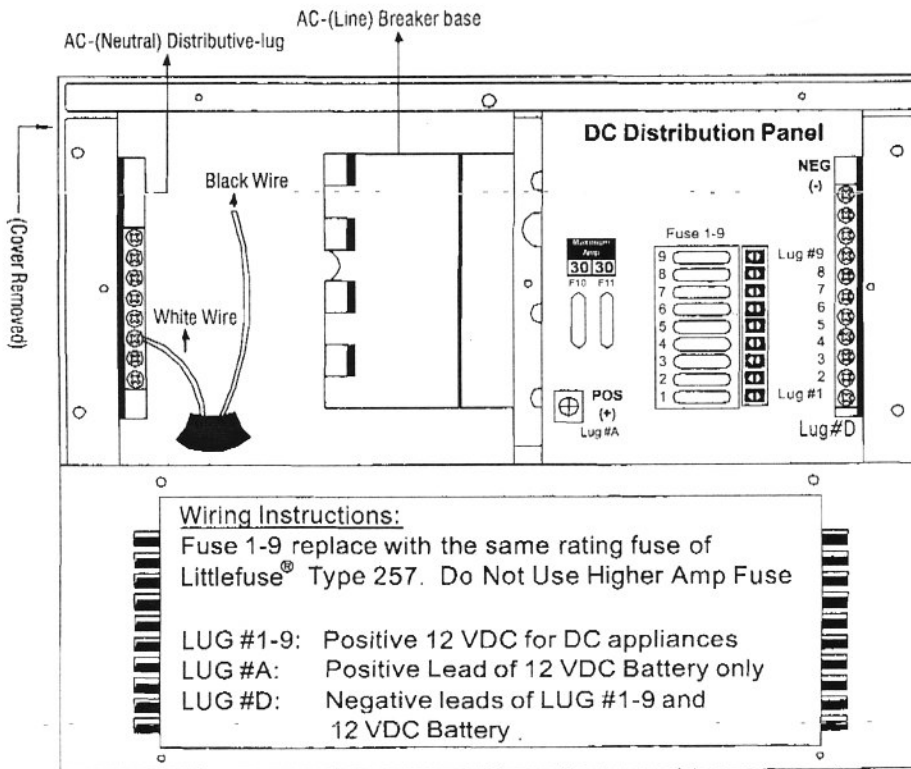 AC-(Line) Breaker base
AC-(Neutral) Distributive-lug
(Cover Removed)
Black Wire
White Wire
DC Distribution Panel
NEG
(-)
Maximum
Amp
30 30
F10 F11
Fuse 1-9
9
8
7
6
5
4
3
2
1
Lug #9
8
7
6
5
4
3
2
Lug #1
POS
(+)
Lug #A
Lug#D
Wiring Instructions:
Fuse 1-9 replace with the same rating fuse of
Littlefuse® Type 257. Do Not Use Higher Amp Fuse
LUG #1-9: Positive 12 VDC for DC appliances
LUG #A: Positive Lead of 12 VDC Battery only
LUG #D: Negative leads of LUG #1-9 and
12 VDC Battery .